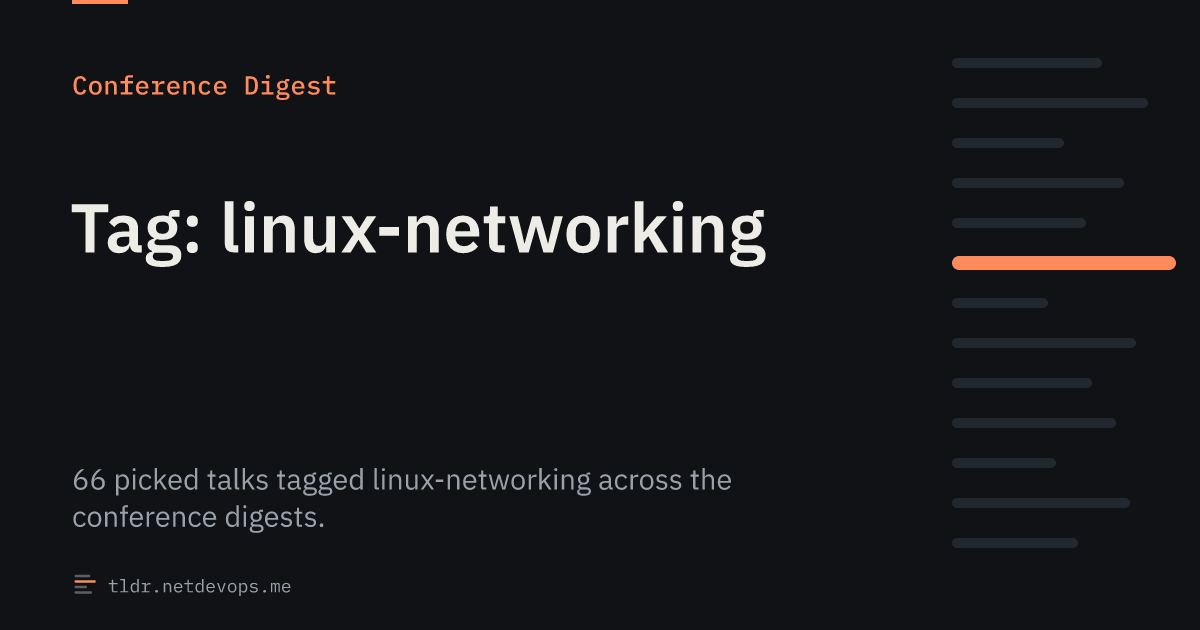 Conference Digest
Tag: linux-networking
66 picked talks tagged linux-networking across the
conference digests.
tldr.netdevops.me